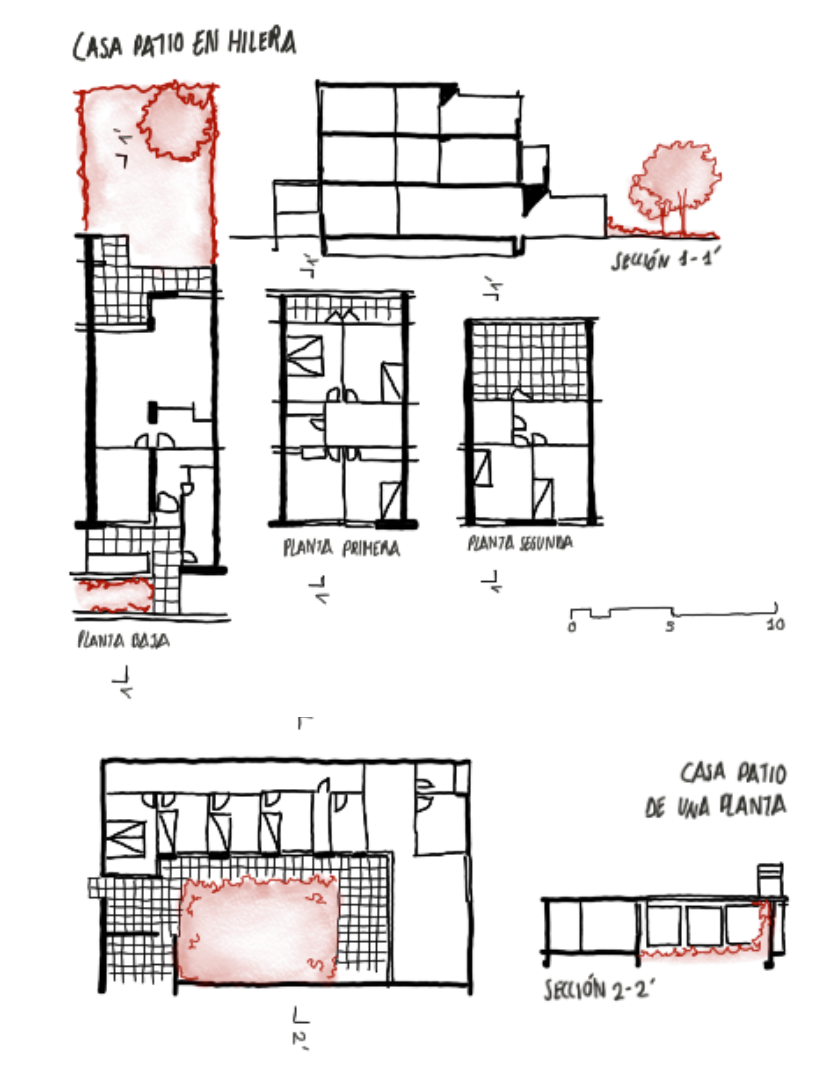 CASA PATIO EN HILERA
SECCIÓN 1-1'
PLANTA PRIMERA
PLANTA SEGUNDA
0 5 10
PLANTA BAJA
CASA PATIO
DE UNA PLANTA
SECCIÓN 2-2'
2'